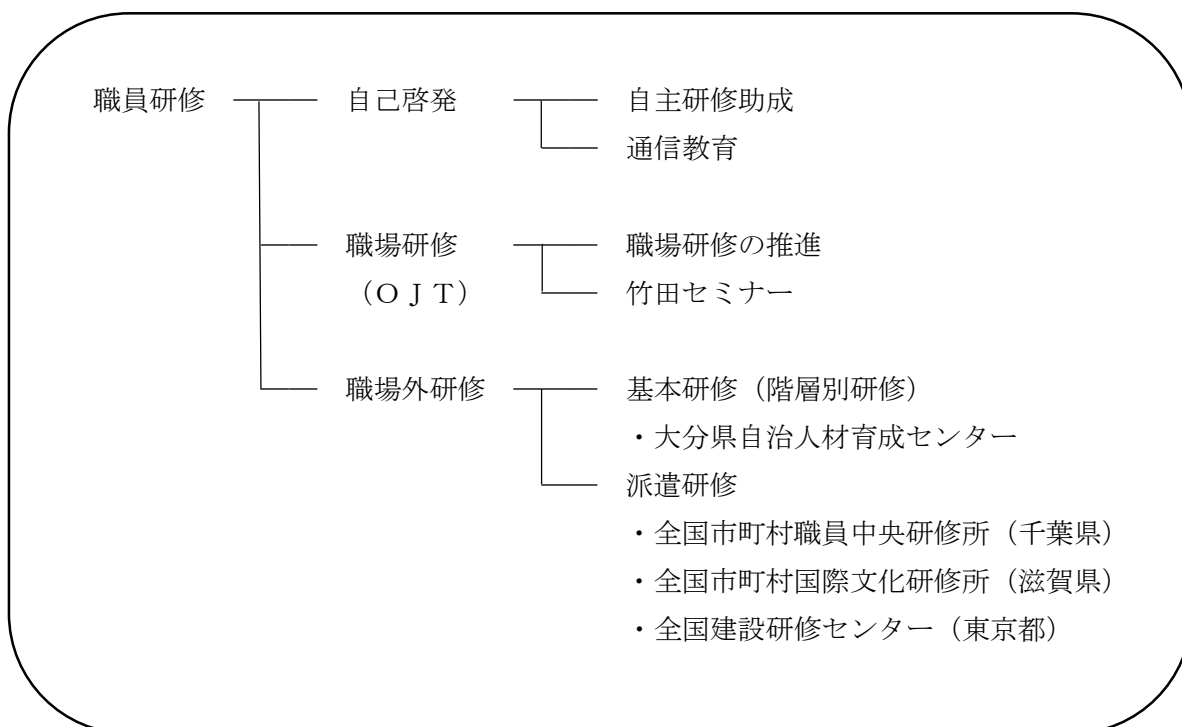 職員研修 自己啓発 自主研修助成
通信教育
職場研修 職場研修の推進
（ＯＪＴ） 竹田セミナー
職場外研修 基本研修（階層別研修）
・大分県自治人材育成センター
派遣研修
・全国市町村職員中央研修所（千葉県）
・全国市町村国際文化研修所（滋賀県）
・全国建設研修センター（東京都）